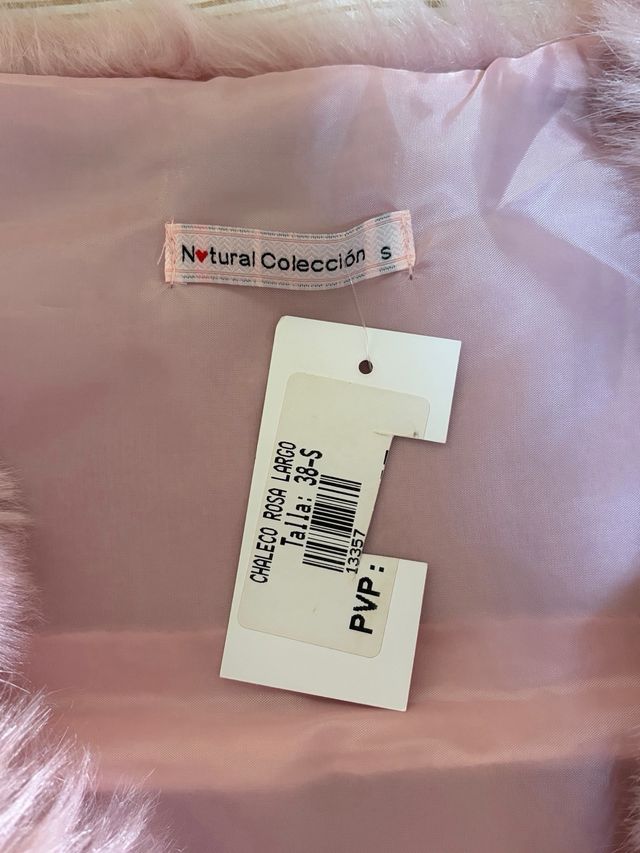 N♥tural Colección S
CHALECO ROSA LARGO
Talla: 38-S
13357
PVP: